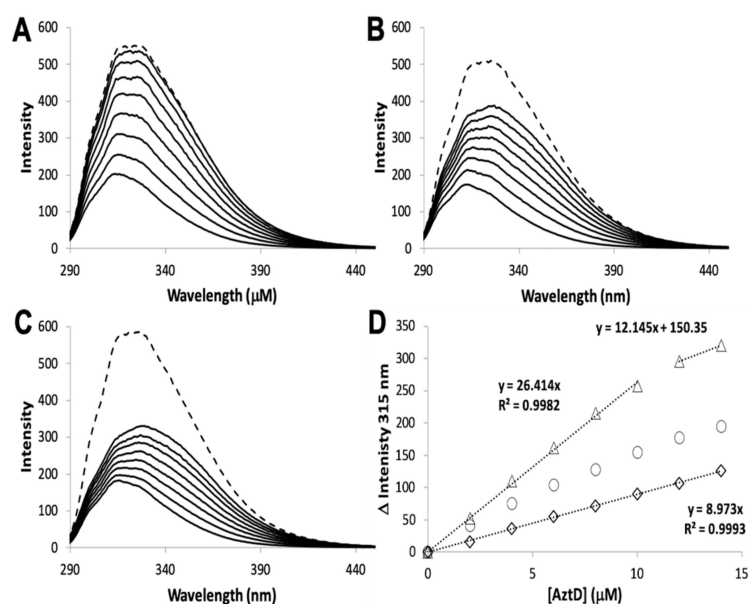 A
600
500
400
300
200
100
0
Intensity
290
340
390
440
Wavelength (μM)
B
600
500
400
300
200
100
0
Intensity
290
340
390
440
Wavelength (nm)
C
600
500
400
300
200
100
0
Intensity
290
340
390
440
Wavelength (nm)
D
350
300
250
200
150
100
50
0
Δ Intenisty 315 nm
y = 12.145x + 150.35
y = 26.414x
R² = 0.9982
y = 8.973x
R² = 0.9993
0
5
10
15
[AztD] (μM)